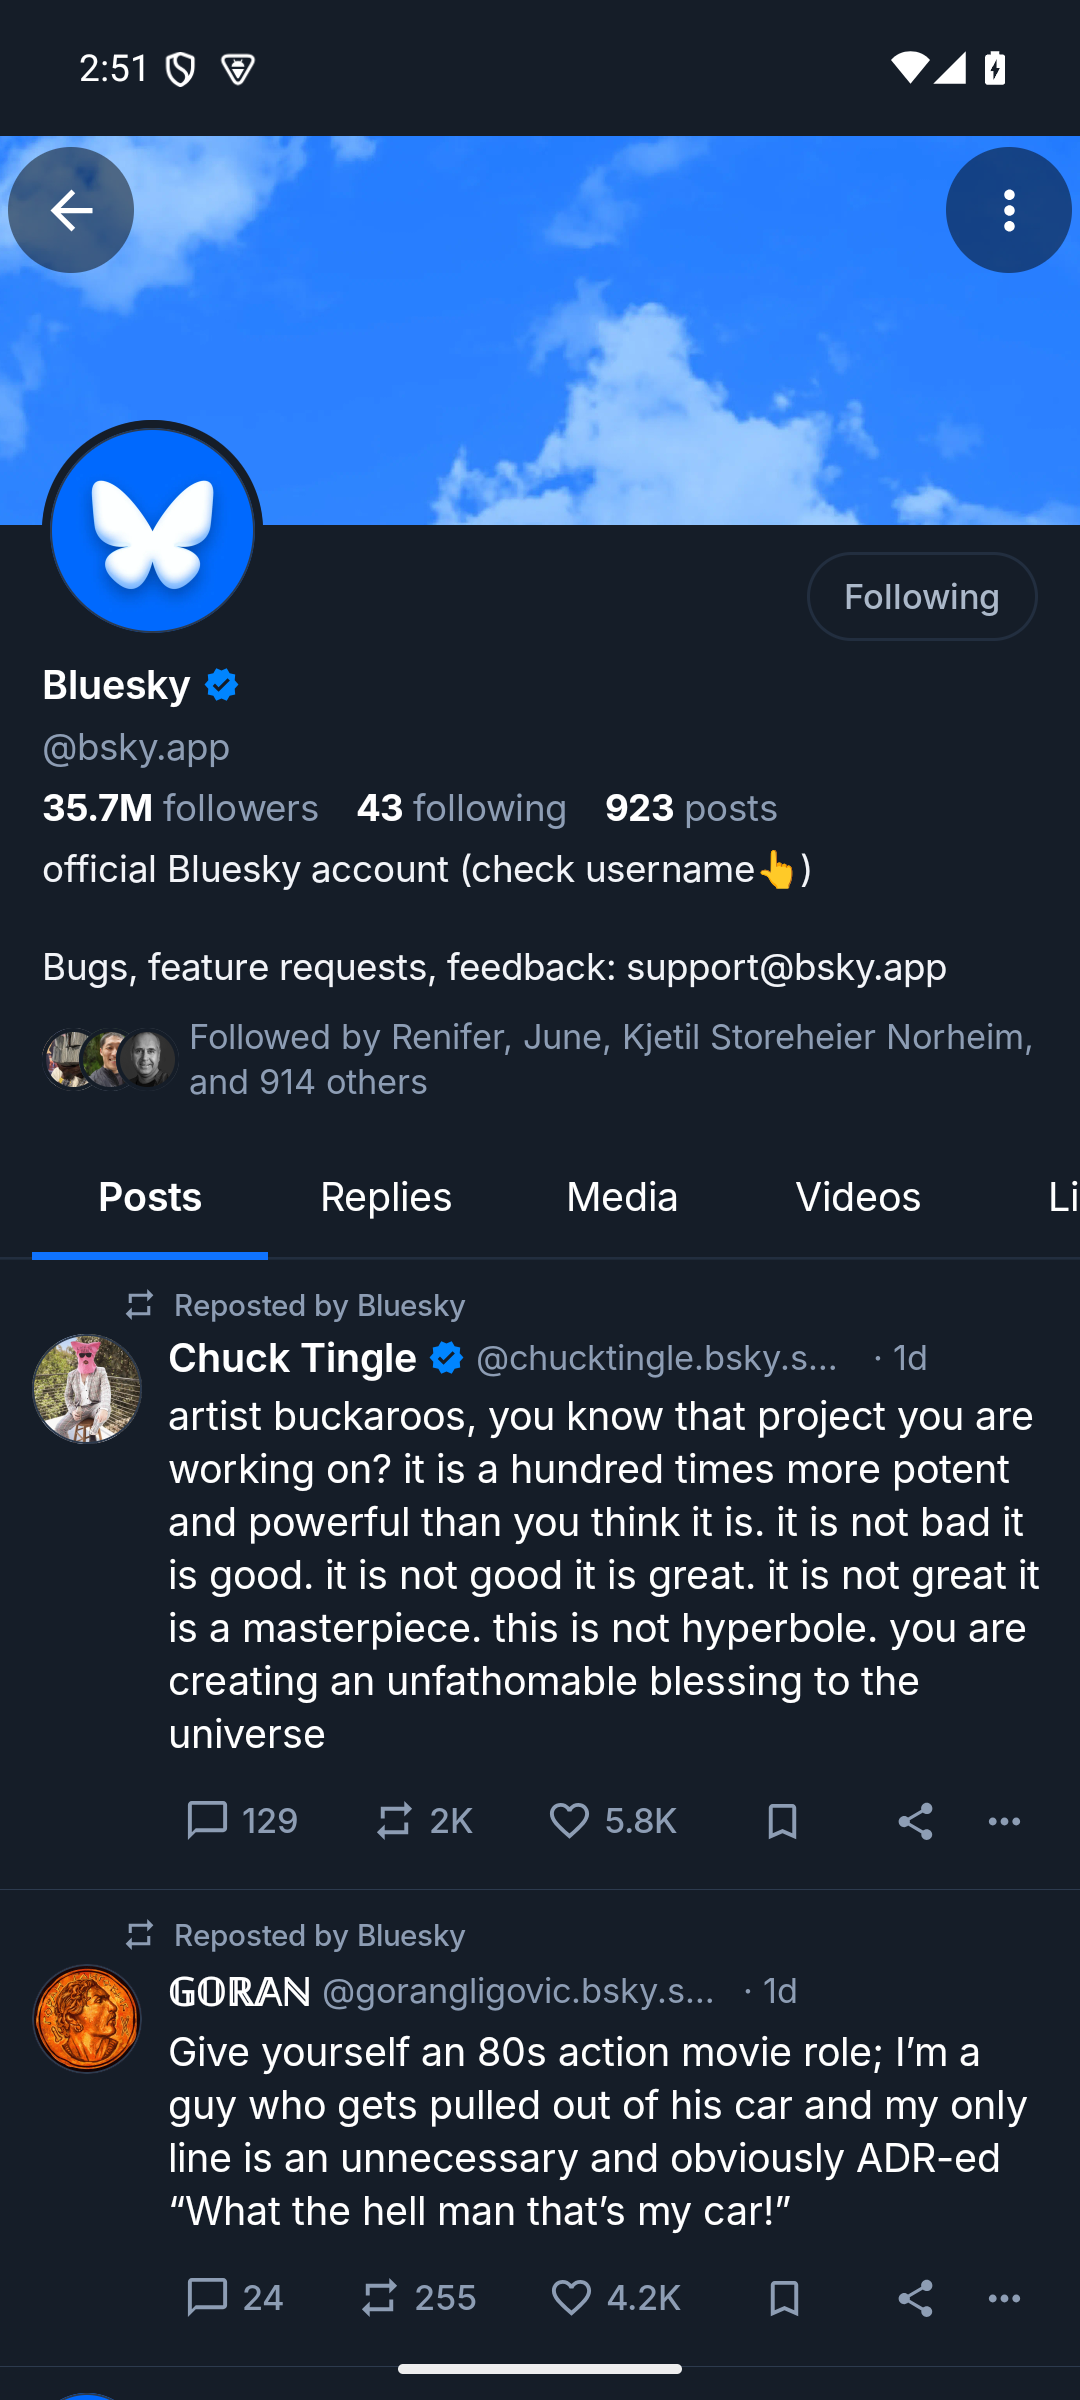 2:51
Following
Bluesky
@bsky.app
35.7M followers 43 following 923 posts
official Bluesky account (check username👆)
Bugs, feature requests, feedback: support@bsky.app
Followed by Renifer, June, Kjetil Storeheier Norheim,
and 914 others
Posts Replies Media Videos Li
Reposted by Bluesky
Chuck Tingle @chucktingle.bsky.s... · 1d
artist buckaroos, you know that project you are
working on? it is a hundred times more potent
and powerful than you think it is. it is not bad it
is good. it is not good it is great. it is not great it
is a masterpiece. this is not hyperbole. you are
creating an unfathomable blessing to the
universe
129 2K 5.8K
Reposted by Bluesky
𝔾𝕆ℝ𝔸ℕ @gorangligovic.bsky.s... · 1d
Give yourself an 80s action movie role; I’m a
guy who gets pulled out of his car and my only
line is an unnecessary and obviously ADR-ed
“What the hell man that’s my car!”
24 255 4.2K